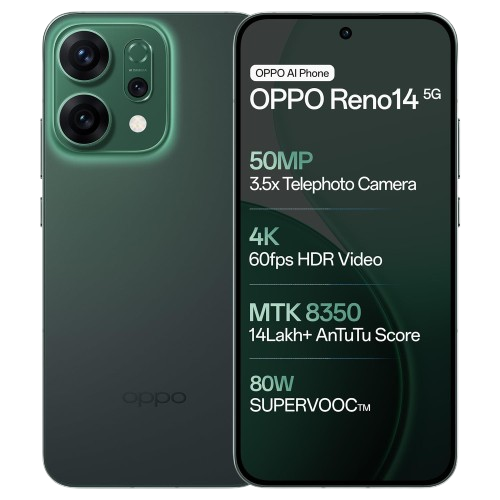 OPPO AI Phone
OPPO Reno14 5G
50MP
3.5x Telephoto Camera
4K
60fps HDR Video
MTK 8350
14Lakh+ AnTuTu Score
80W
SUPERVOOC™
oppo